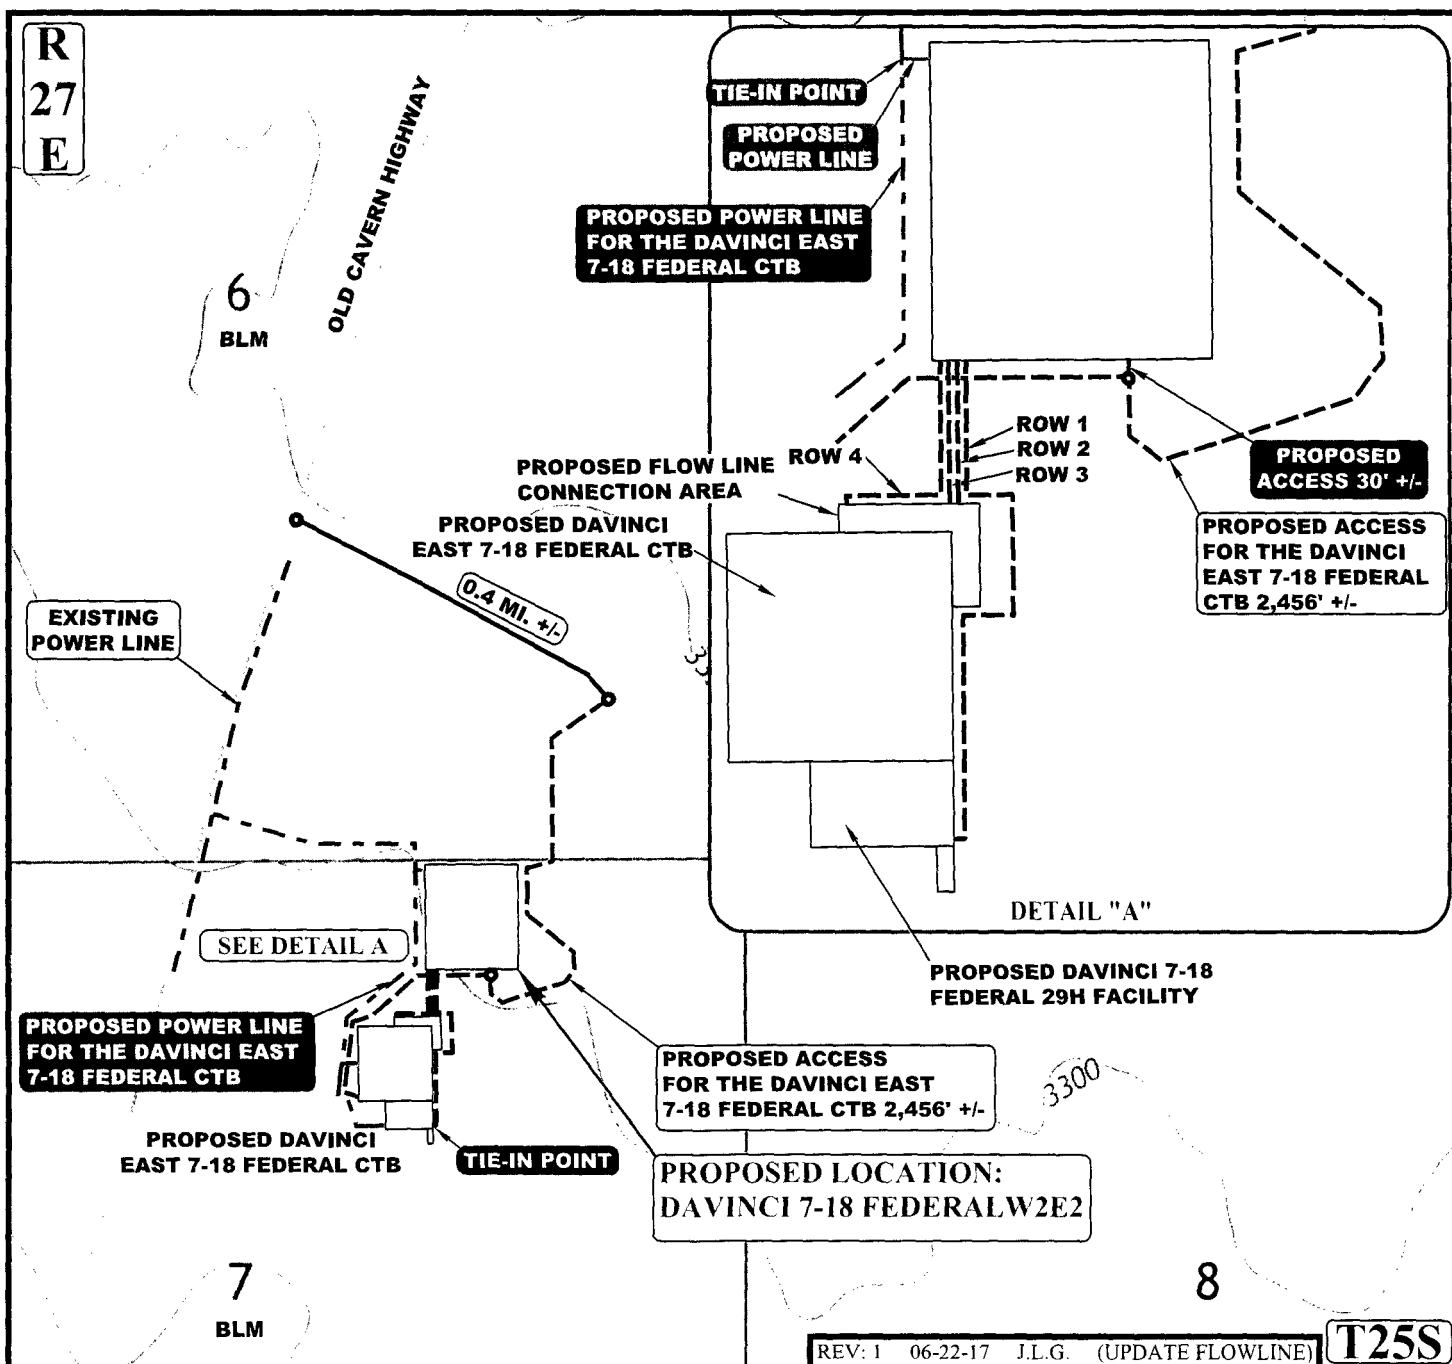 R
27
E
OLD CAVERN HIGHWAY
6
BLM
TIE-IN POINT
PROPOSED
POWER LINE
PROPOSED POWER LINE
FOR THE DAVINCI EAST
7-18 FEDERAL CTB
ROW 1
ROW 2
ROW 3
ROW 4
PROPOSED FLOW LINE
CONNECTION AREA
PROPOSED DAVINCI
EAST 7-18 FEDERAL CTB
PROPOSED
ACCESS 30' +/-
PROPOSED ACCESS
FOR THE DAVINCI
EAST 7-18 FEDERAL
CTB 2,456' +/-
0.4 MI. +/-
EXISTING
POWER LINE
DETAIL "A"
SEE DETAIL A
PROPOSED DAVINCI 7-18
FEDERAL 29H FACILITY
PROPOSED POWER LINE
FOR THE DAVINCI EAST
7-18 FEDERAL CTB
PROPOSED ACCESS
FOR THE DAVINCI EAST
7-18 FEDERAL CTB 2,456' +/-
3300
PROPOSED DAVINCI
EAST 7-18 FEDERAL CTB
TIE-IN POINT
PROPOSED LOCATION:
DAVINCI 7-18 FEDERALW2E2
7
BLM
8
REV: 1 06-22-17 J.L.G. (UPDATE FLOWLINE)
T25S